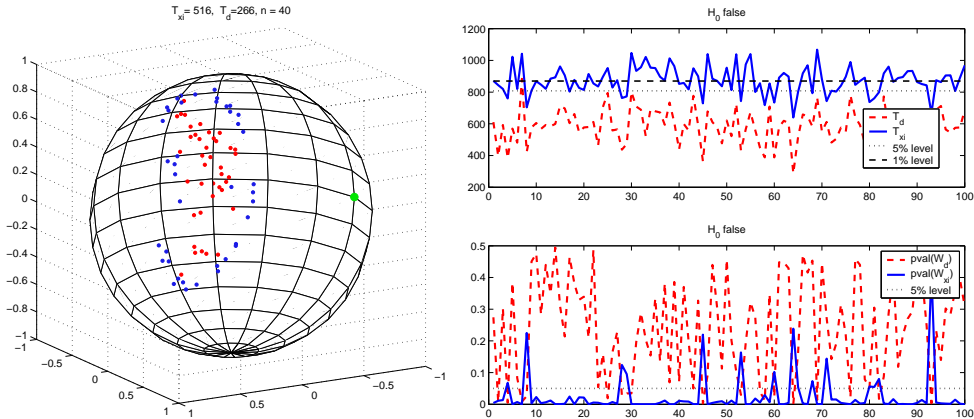 T_xi= 516, T_d=266, n = 40
1
0.8
0.6
0.4
0.2
0
−0.2
−0.4
−0.6
−0.8
−1
−1
−0.5
0
0.5
1
1
0.5
0
−0.5
−1
H_0 false
1200
1000
800
600
400
200
0 10 20 30 40 50 60 70 80 90 100
T_d
T_xi
5% level
1% level
H_0 false
0.5
0.4
0.3
0.2
0.1
0
0 10 20 30 40 50 60 70 80 90 100
pval(W_d)
pval(W_xi)
5% level